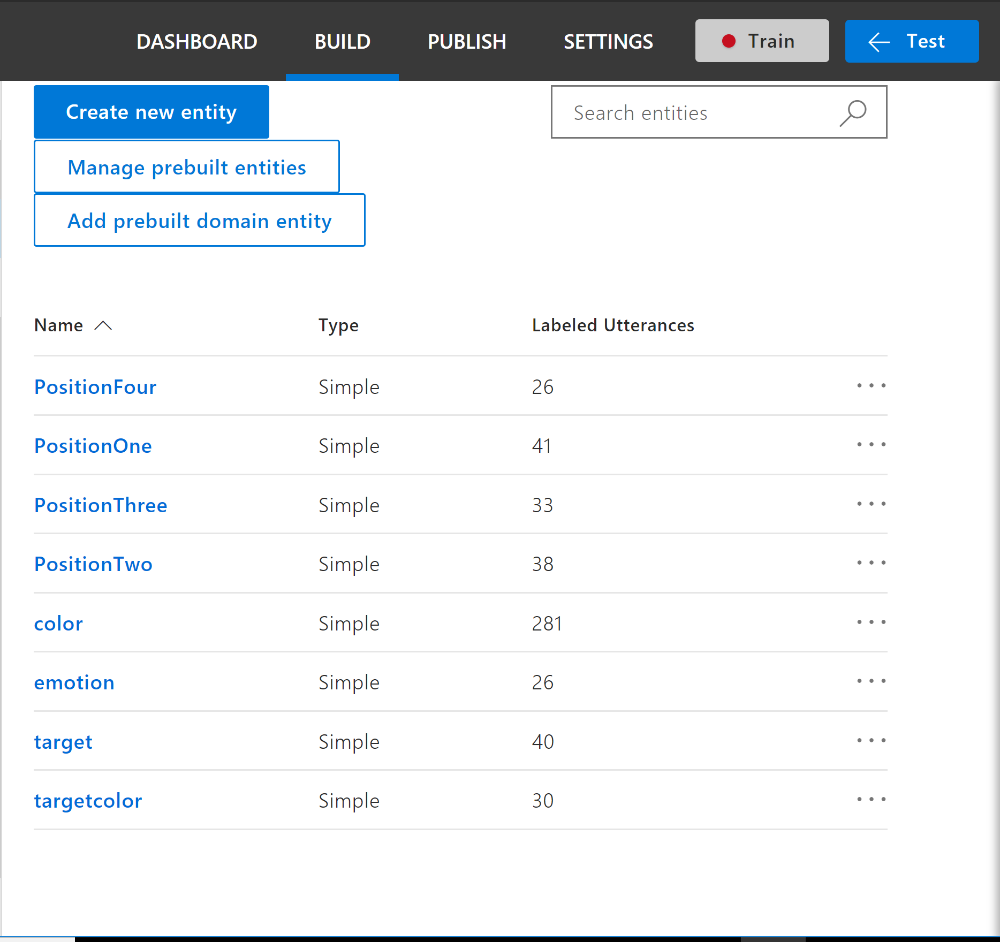 DASHBOARD BUILD PUBLISH SETTINGS Train Test
Create new entity Search entities
Manage prebuilt entities
Add prebuilt domain entity
Name Type Labeled Utterances
PositionFour Simple 26
PositionOne Simple 41
PositionThree Simple 33
PositionTwo Simple 38
color Simple 281
emotion Simple 26
target Simple 40
targetcolor Simple 30